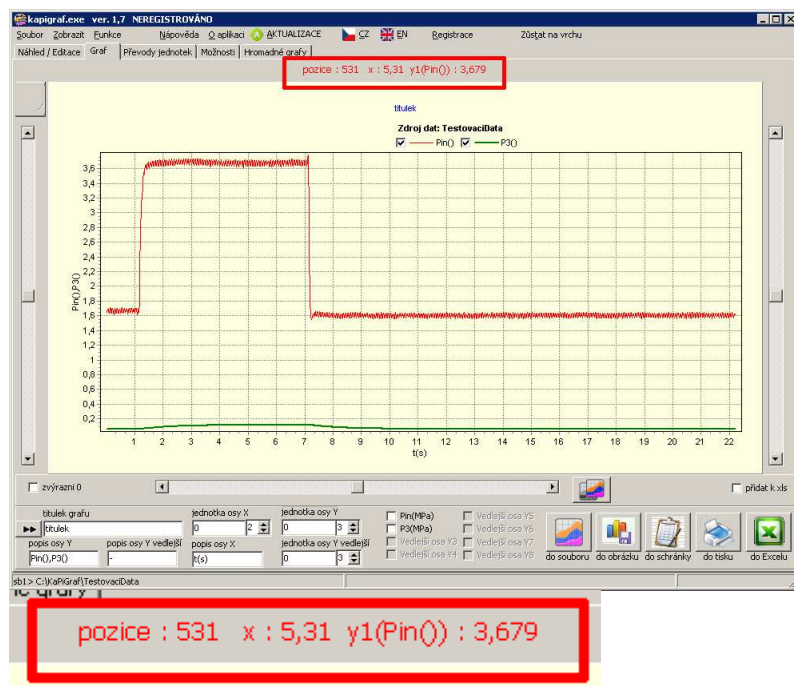 kapigraf.exe ver. 1,7 NEREGISTROVÁNO
Soubor Zobrazit Funkce Nápověda O aplikaci AKTUALIZACE CZ EN Registrace Zůstat na vrchu
Náhled / Editace Graf Převody jednotek Možnosti Hromadné grafy
pozice : 531 x : 5,31 y1(Pin()) : 3,679
titulek
Zdroj dat: TestovaciData
Pin() P3()
3,6
3,4
3,2
3
2,8
2,6
2,4
2,2
2
1,8
1,6
1,4
1,2
1
0,8
0,6
0,4
0,2
Pin(),P3()
1 2 3 4 5 6 7 8 9 10 11 12 13 14 15 16 17 18 19 20 21 22
t(s)
zvýrazni 0
přidat k xls
titulek grafu jednotka osy X jednotka osy Y
titulek 0 2 0 3
popis osy Y popis osy Y vedlejší popis osy X jednotka osy Y vedlejší
Pin(),P3() - t(s) 0 3
Pin(MPa) Vedlejší osa Y5
P3(MPa) Vedlejší osa Y6
Vedlejší osa Y3 Vedlejší osa Y7
Vedlejší osa Y4 Vedlejší osa Y8
do souboru do obrázku do schránky do tisku do Excelu
sb1> C:\KaPiGraf\TestovaciData
pozice : 531 x : 5,31 y1(Pin()) : 3,679